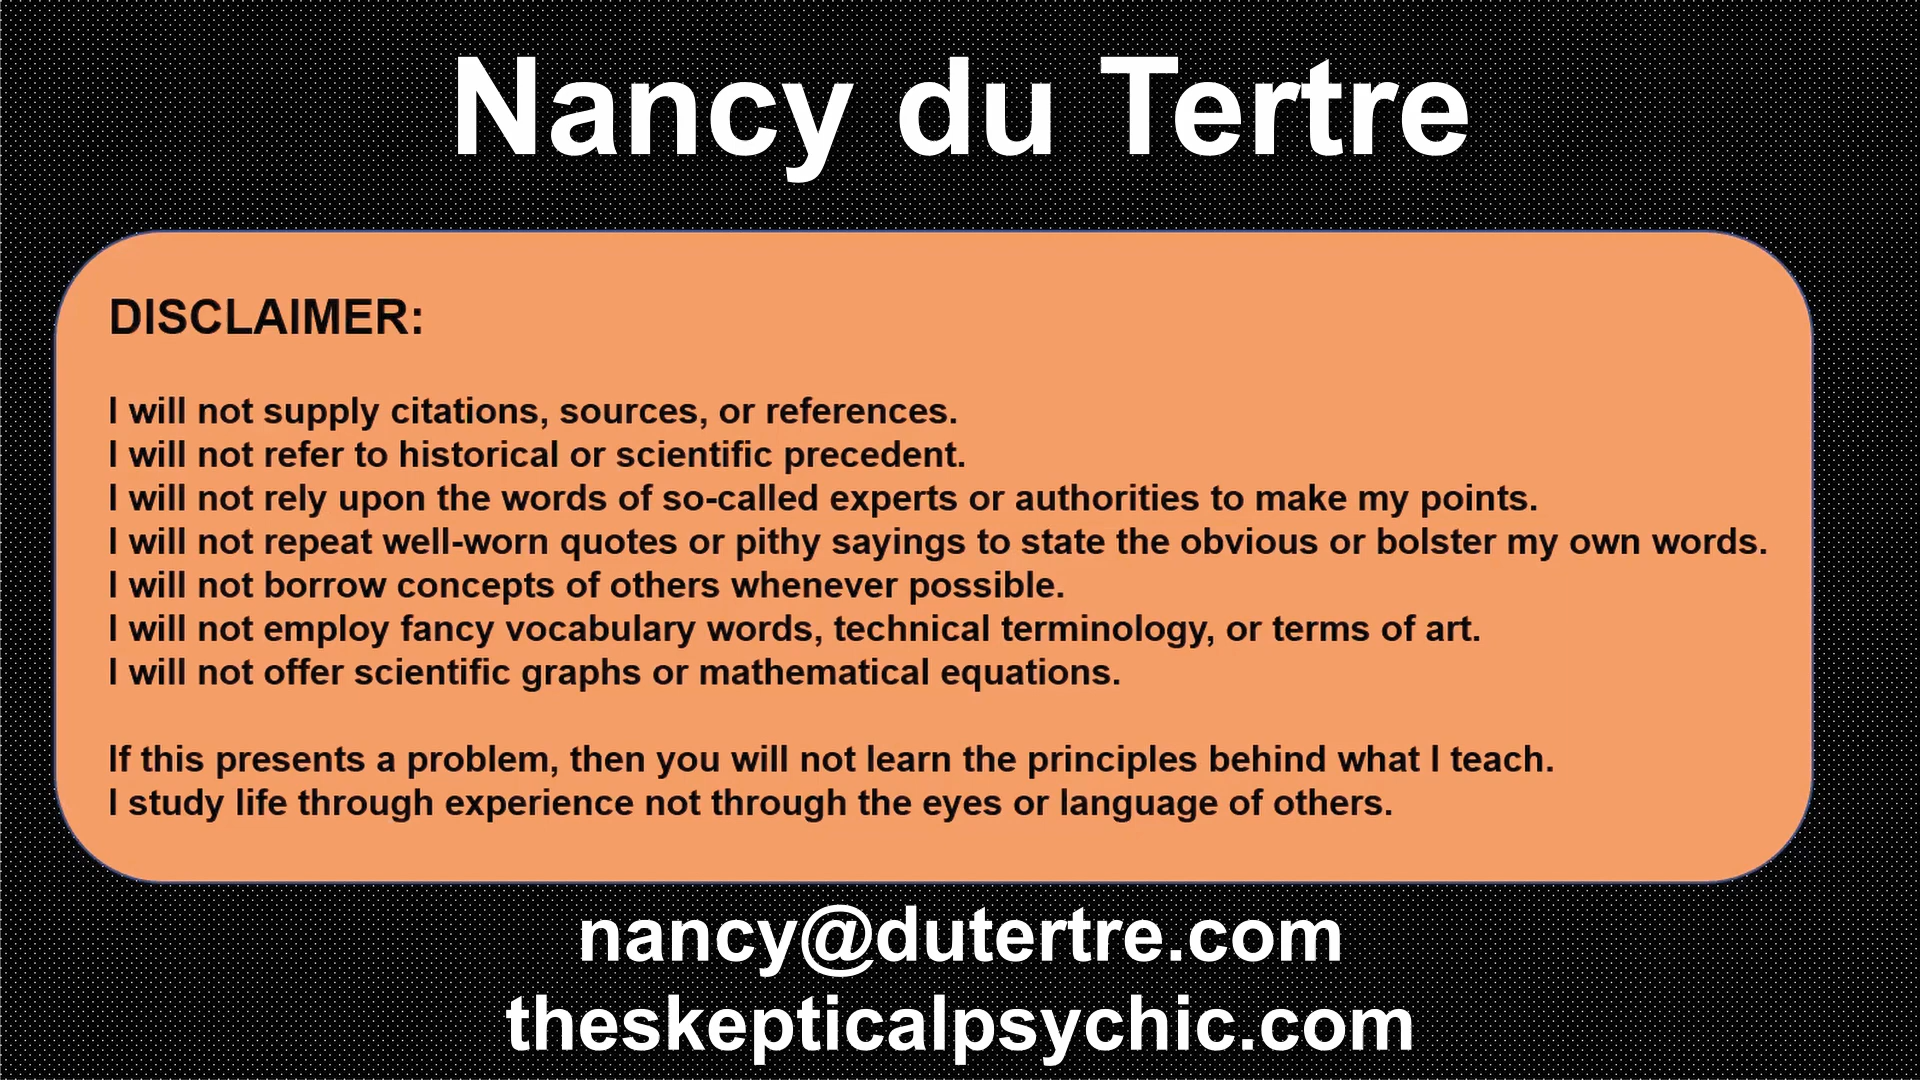 Nancy du Tertre
DISCLAIMER:
I will not supply citations, sources, or references.
I will not refer to historical or scientific precedent.
I will not rely upon the words of so-called experts or authorities to make my points.
I will not repeat well-worn quotes or pithy sayings to state the obvious or bolster my own words.
I will not borrow concepts of others whenever possible.
I will not employ fancy vocabulary words, technical terminology, or terms of art.
I will not offer scientific graphs or mathematical equations.
If this presents a problem, then you will not learn the principles behind what I teach.
I study life through experience not through the eyes or language of others.
nancy@dutertre.com
theskepticalpsychic.com